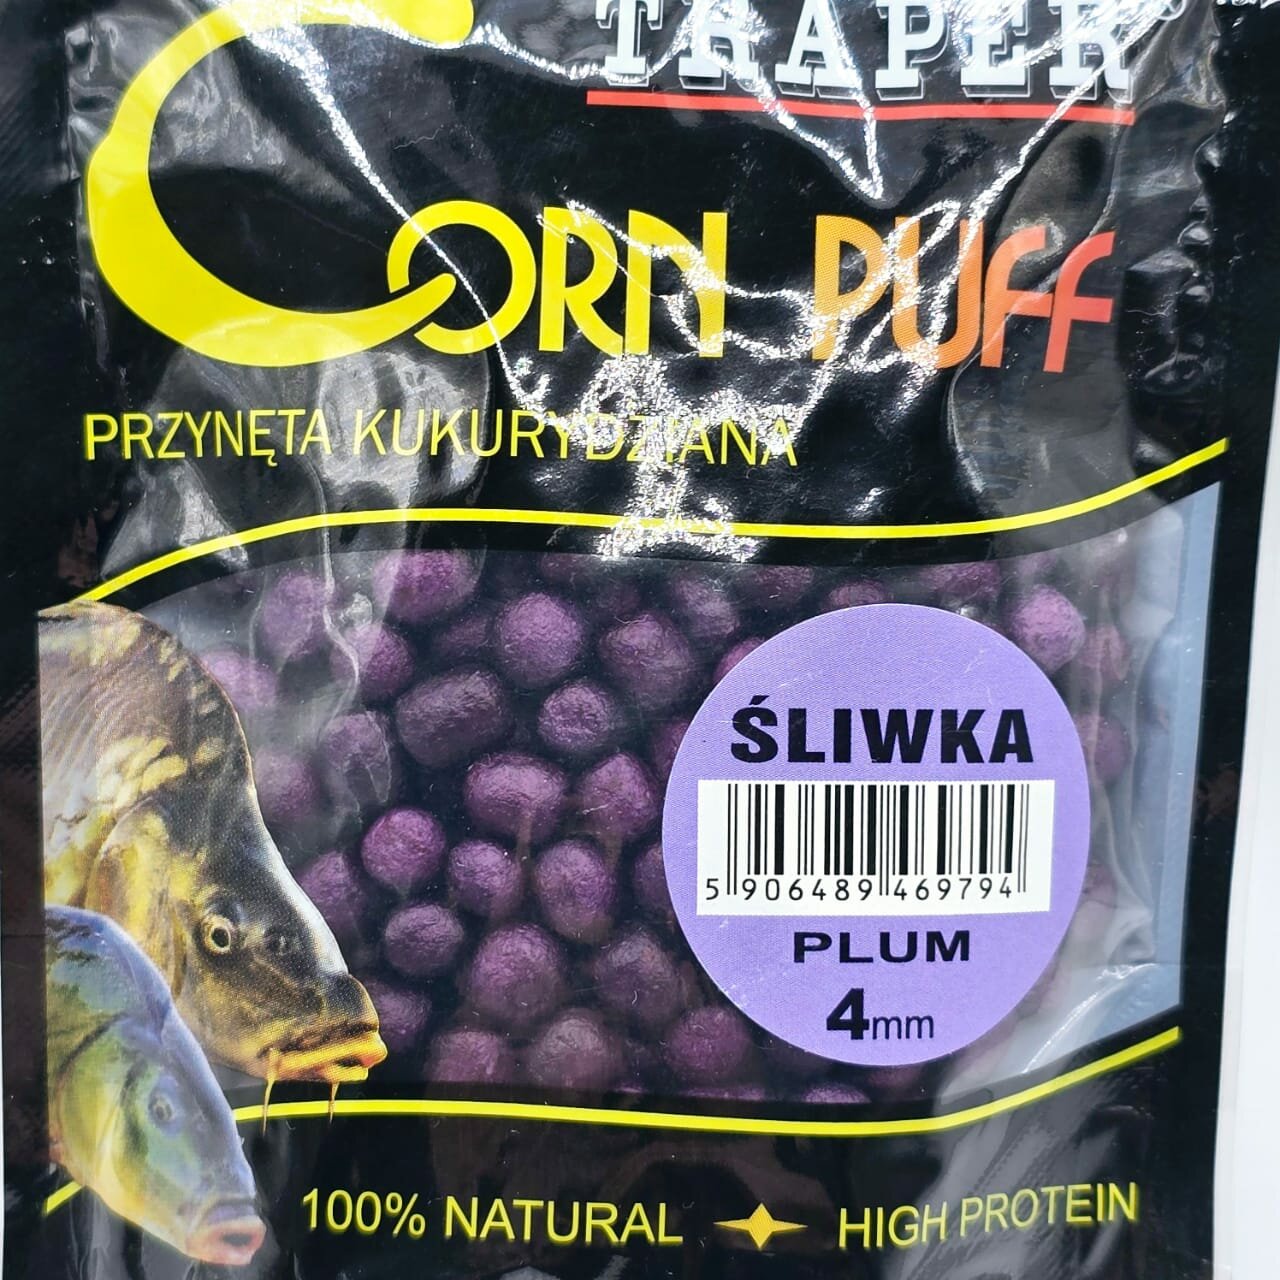 TRAPER®
CORN PUFF
PRZYNĘTA KUKURYDZIANA
ŚLIWKA
5 906489 469794
PLUM
4mm
100% NATURAL HIGH PROTEIN